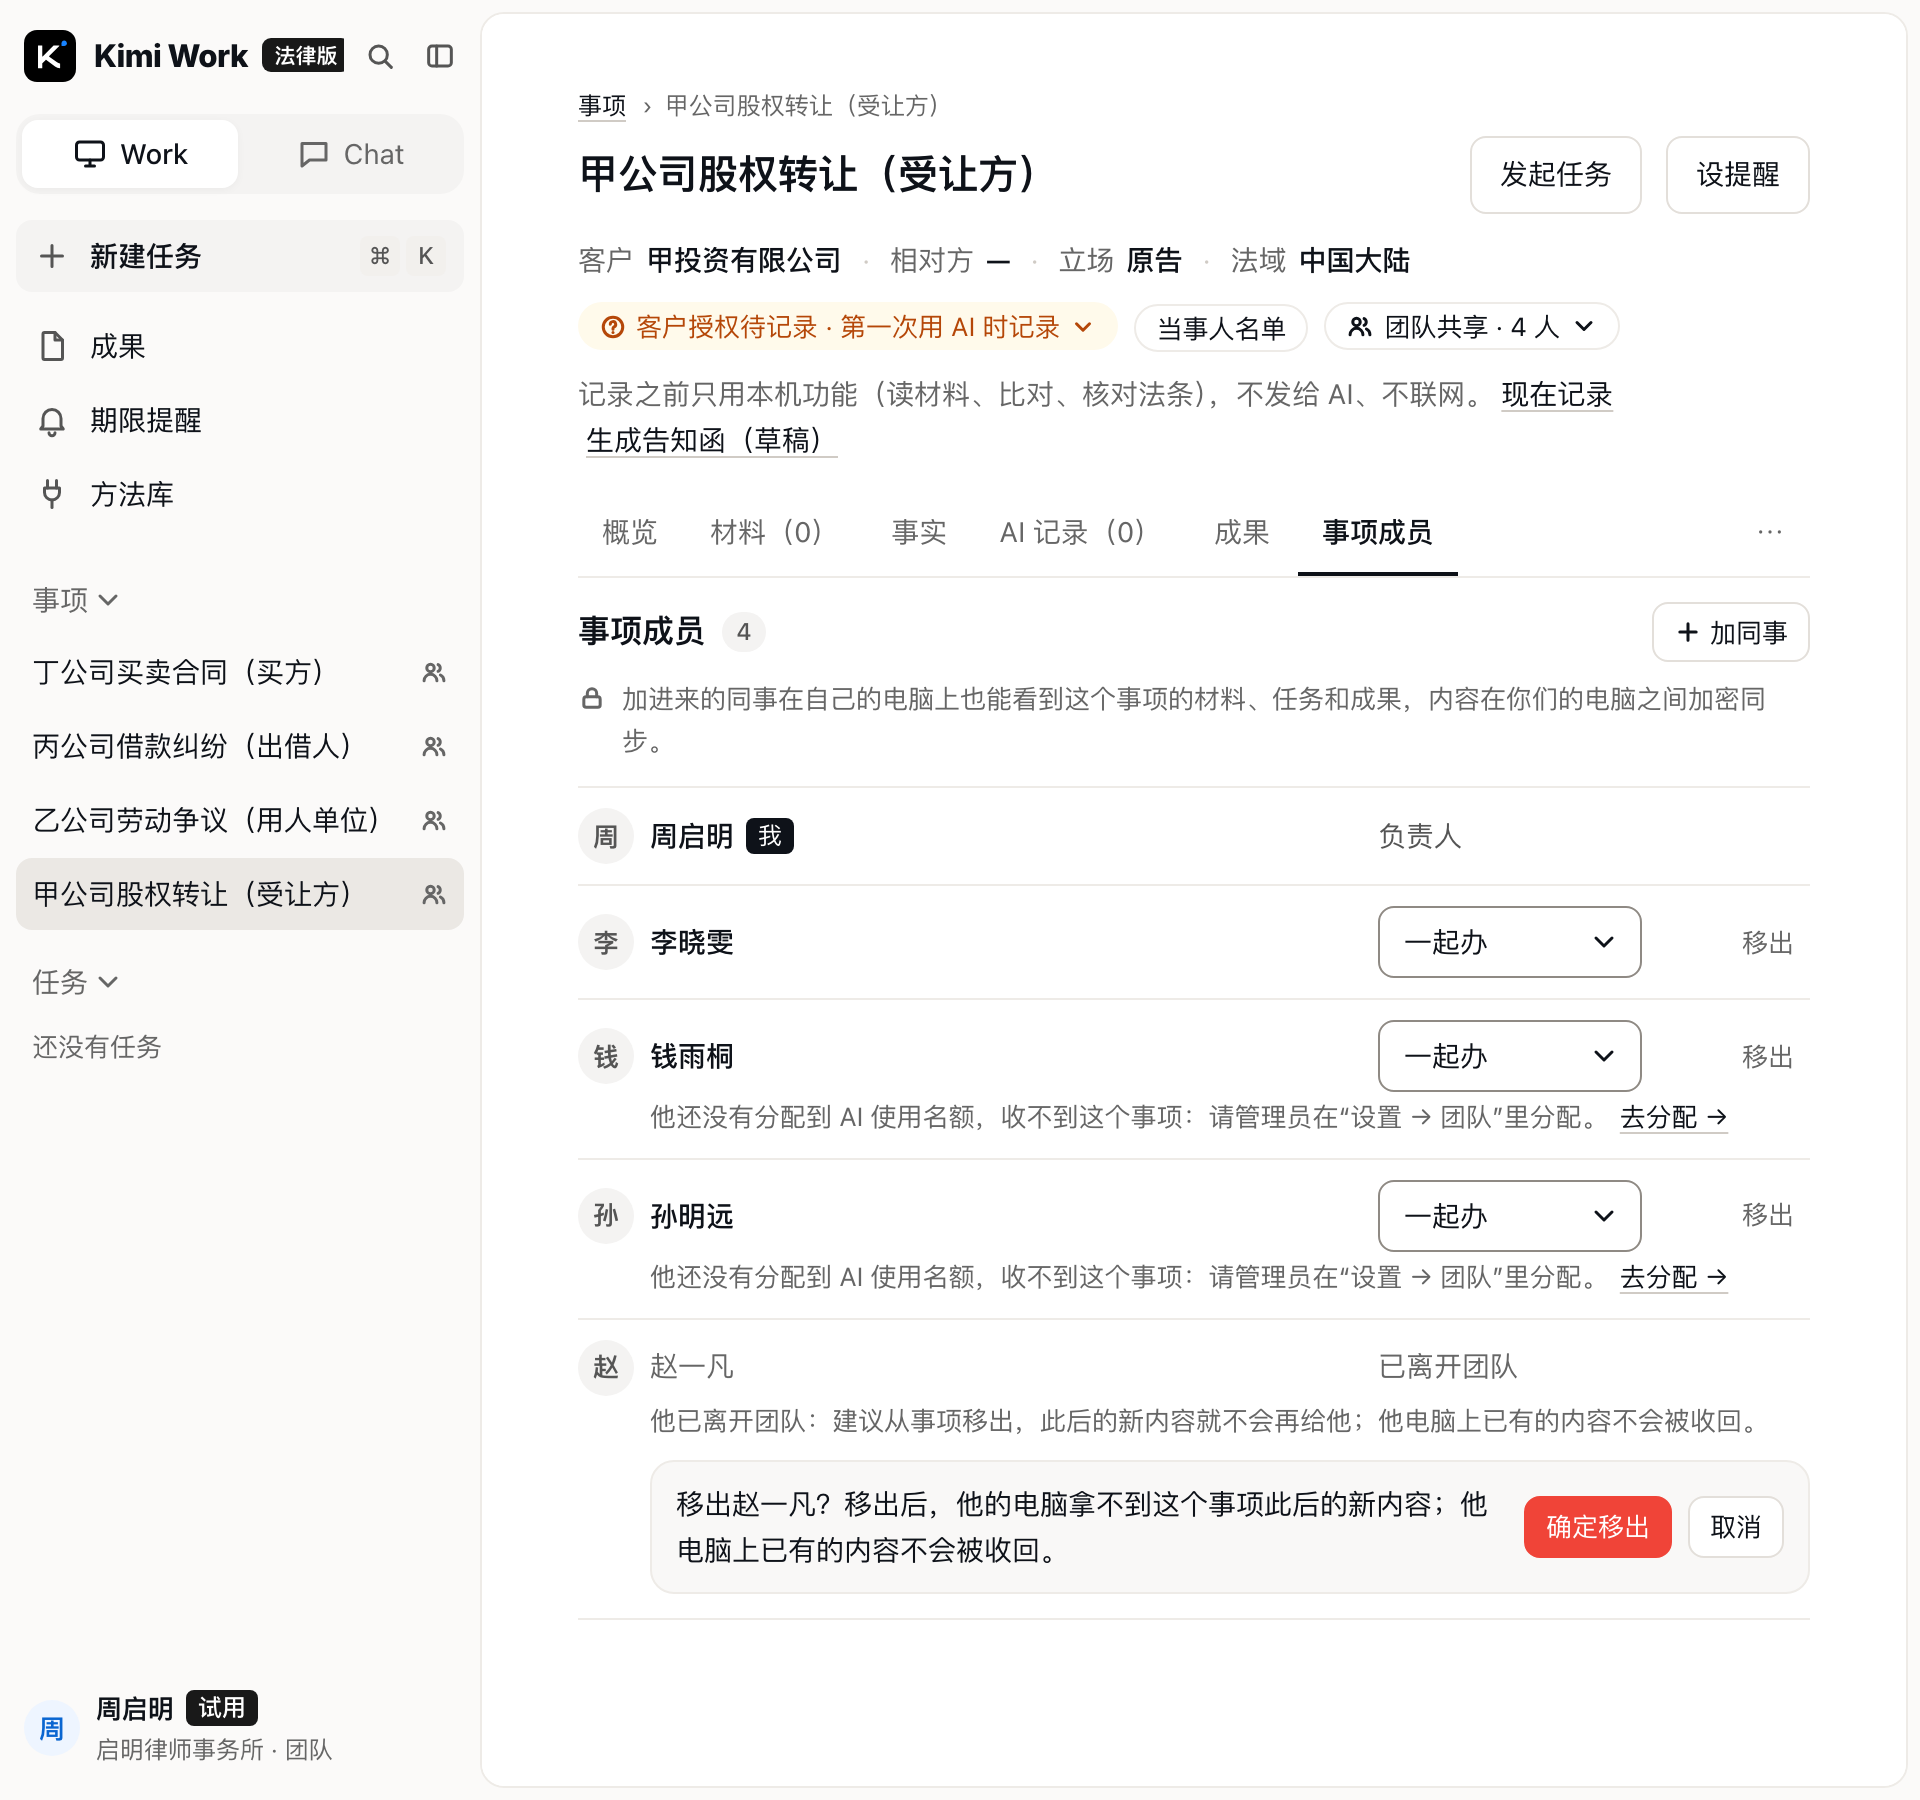 Kimi Work 法律版
Work
Chat
新建任务 ⌘ K
成果
期限提醒
方法库
事项
丁公司买卖合同（买方）
丙公司借款纠纷（出借人）
乙公司劳动争议（用人单位）
甲公司股权转让（受让方）
任务
还没有任务
周 周启明 试用
启明律师事务所 · 团队
事项 › 甲公司股权转让（受让方）
甲公司股权转让（受让方）
发起任务 设提醒
客户 甲投资有限公司 · 相对方 — · 立场 原告 · 法域 中国大陆
客户授权待记录 · 第一次用 AI 时记录 当事人名单 团队共享 · 4 人
记录之前只用本机功能（读材料、比对、核对法条），不发给 AI、不联网。 现在记录
生成告知函（草稿）
概览 材料（0） 事实 AI 记录（0） 成果 事项成员 ···
事项成员 4 + 加同事
加进来的同事在自己的电脑上也能看到这个事项的材料、任务和成果，内容在你们的电脑之间加密同
步。
周 周启明 我 负责人
李 李晓雯 一起办 移出
钱 钱雨桐 一起办 移出
他还没有分配到 AI 使用名额，收不到这个事项：请管理员在“设置 → 团队”里分配。 去分配 →
孙 孙明远 一起办 移出
他还没有分配到 AI 使用名额，收不到这个事项：请管理员在“设置 → 团队”里分配。 去分配 →
赵 赵一凡 已离开团队
他已离开团队：建议从事项移出，此后的新内容就不会再给他；他电脑上已有的内容不会被收回。
移出赵一凡？移出后，他的电脑拿不到这个事项此后的新内容；他
电脑上已有的内容不会被收回。
确定移出 取消